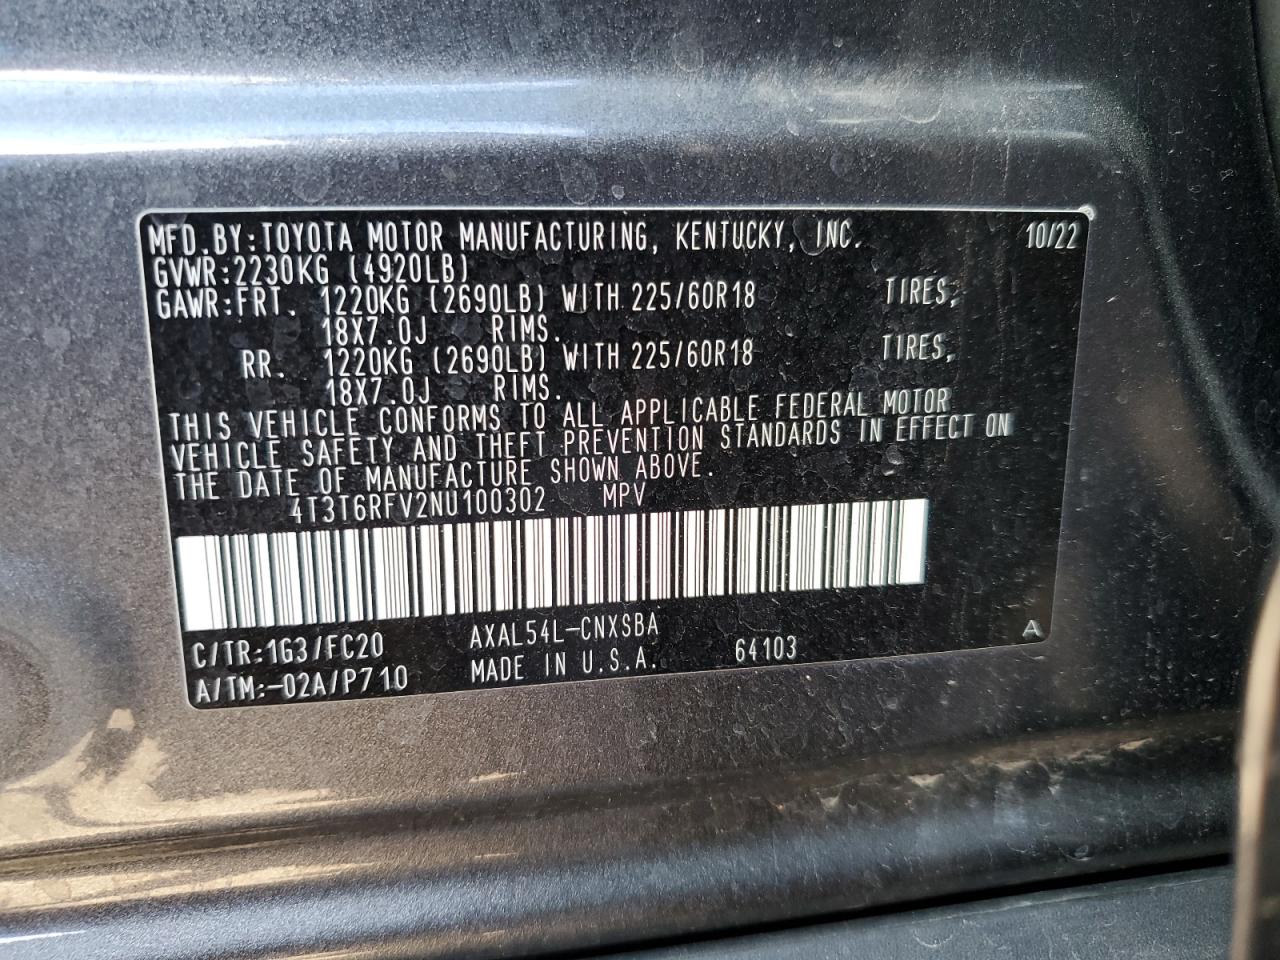 MFD.BY:TOYOTA MOTOR MANUFACTURING, KENTUCKY, INC. 10/22
GVWR:2230KG (4920LB)
GAWR:FRT. 1220KG (2690LB) WITH 225/60R18 TIRES,
18X7.0J RIMS.
RR. 1220KG (2690LB) WITH 225/60R18 TIRES,
18X7.0J RIMS.
THIS VEHICLE CONFORMS TO ALL APPLICABLE FEDERAL MOTOR
VEHICLE SAFETY AND THEFT PREVENTION STANDARDS IN EFFECT ON
THE DATE OF MANUFACTURE SHOWN ABOVE.
4T3T6RFV2NU100302 MPV
C/TR:1G3/FC20 AXAL54L-CNXSBA
A/TM:-02A/P710 MADE IN U.S.A. 64103 A